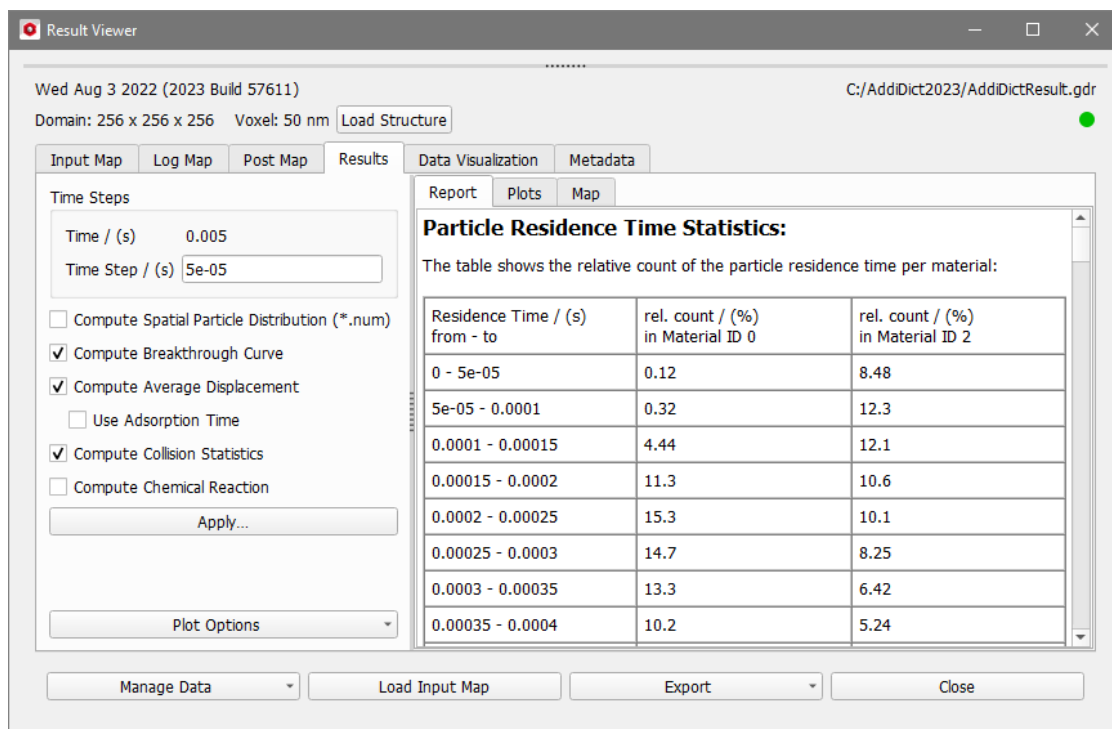 Result Viewer
Wed Aug 3 2022 (2023 Build 57611)
C:/AddiDict2023/AddiDictResult.gdr
Domain: 256 x 256 x 256 Voxel: 50 nm Load Structure
Input Map Log Map Post Map Results Data Visualization Metadata
Time Steps
Time / (s) 0.005
Time Step / (s) 5e-05
Compute Spatial Particle Distribution (*.num)
Compute Breakthrough Curve
Compute Average Displacement
Use Adsorption Time
Compute Collision Statistics
Compute Chemical Reaction
Apply...
Plot Options
Report Plots Map
Particle Residence Time Statistics:
The table shows the relative count of the particle residence time per material:
Residence Time / (s) rel. count / (%) rel. count / (%)
from - to in Material ID 0 in Material ID 2
0 - 5e-05 0.12 8.48
5e-05 - 0.0001 0.32 12.3
0.0001 - 0.00015 4.44 12.1
0.00015 - 0.0002 11.3 10.6
0.0002 - 0.00025 15.3 10.1
0.00025 - 0.0003 14.7 8.25
0.0003 - 0.00035 13.3 6.42
0.00035 - 0.0004 10.2 5.24
Manage Data Load Input Map Export Close